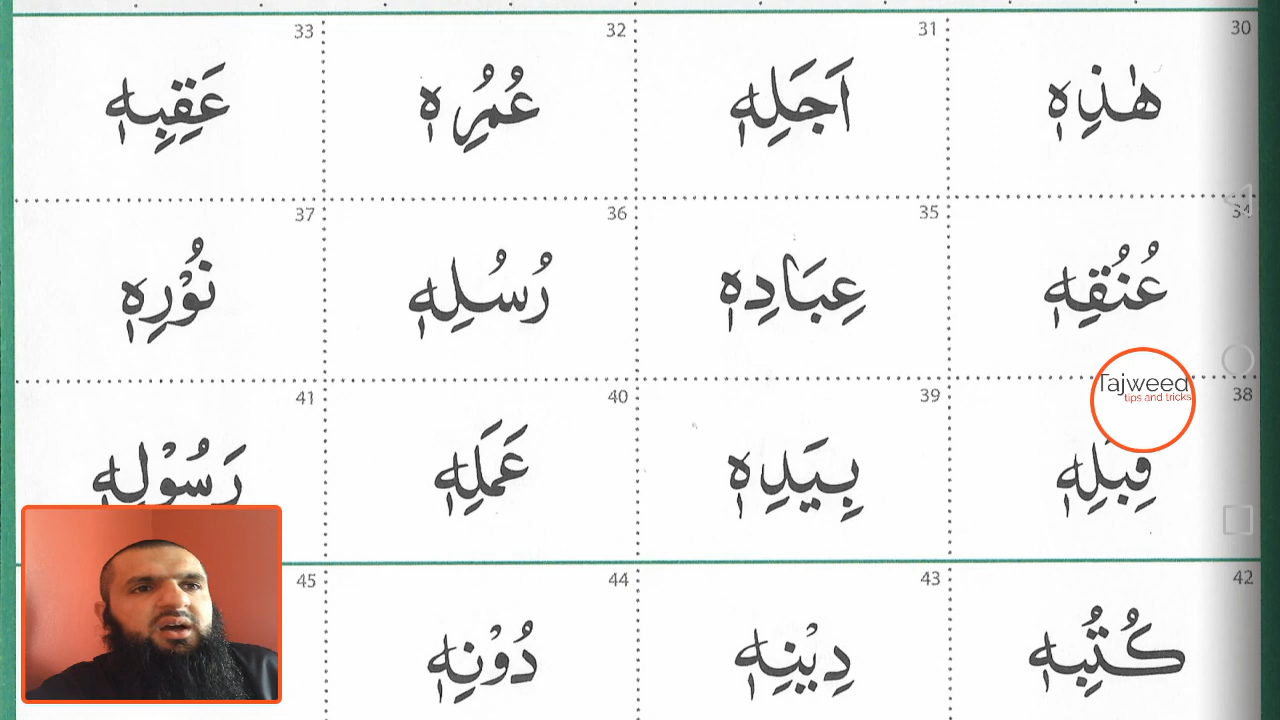 30 31 32 33
هٰذِهٖ اَجَلِهٖ عُمُرِهٖ عَقِبِهٖ
34 35 36 37
عُنُقِهٖ عِبَادِهٖ رُسُلِهٖ نُوْرِهٖ
Tajweed
tips and tricks
38 39 40 41
قِبَلِهٖ بِيَدِهٖ عَمَلِهٖ رَسُوْلِهٖ
42 43 44 45
كُتُبِهٖ دِيْنِهٖ دُوْنِهٖ